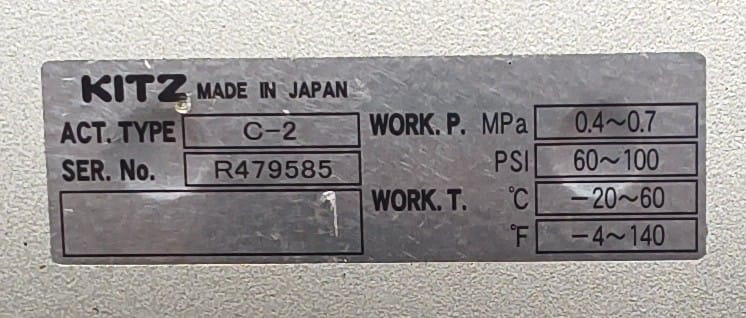 KITZ MADE IN JAPAN
ACT. TYPE C-2 WORK. P. MPa 0.4～0.7
SER. No. R479585 PSI 60～100
WORK. T. ℃ －20～60
℉ －4～140